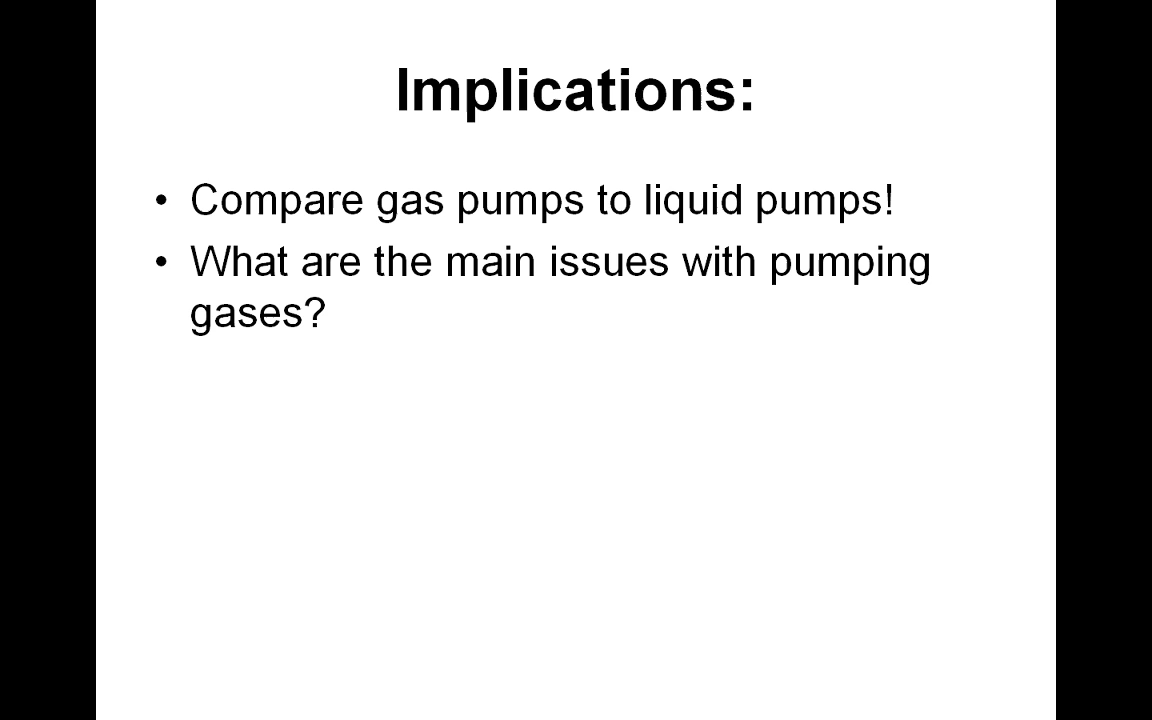 Implications:
• Compare gas pumps to liquid pumps!
• What are the main issues with pumping
gases?